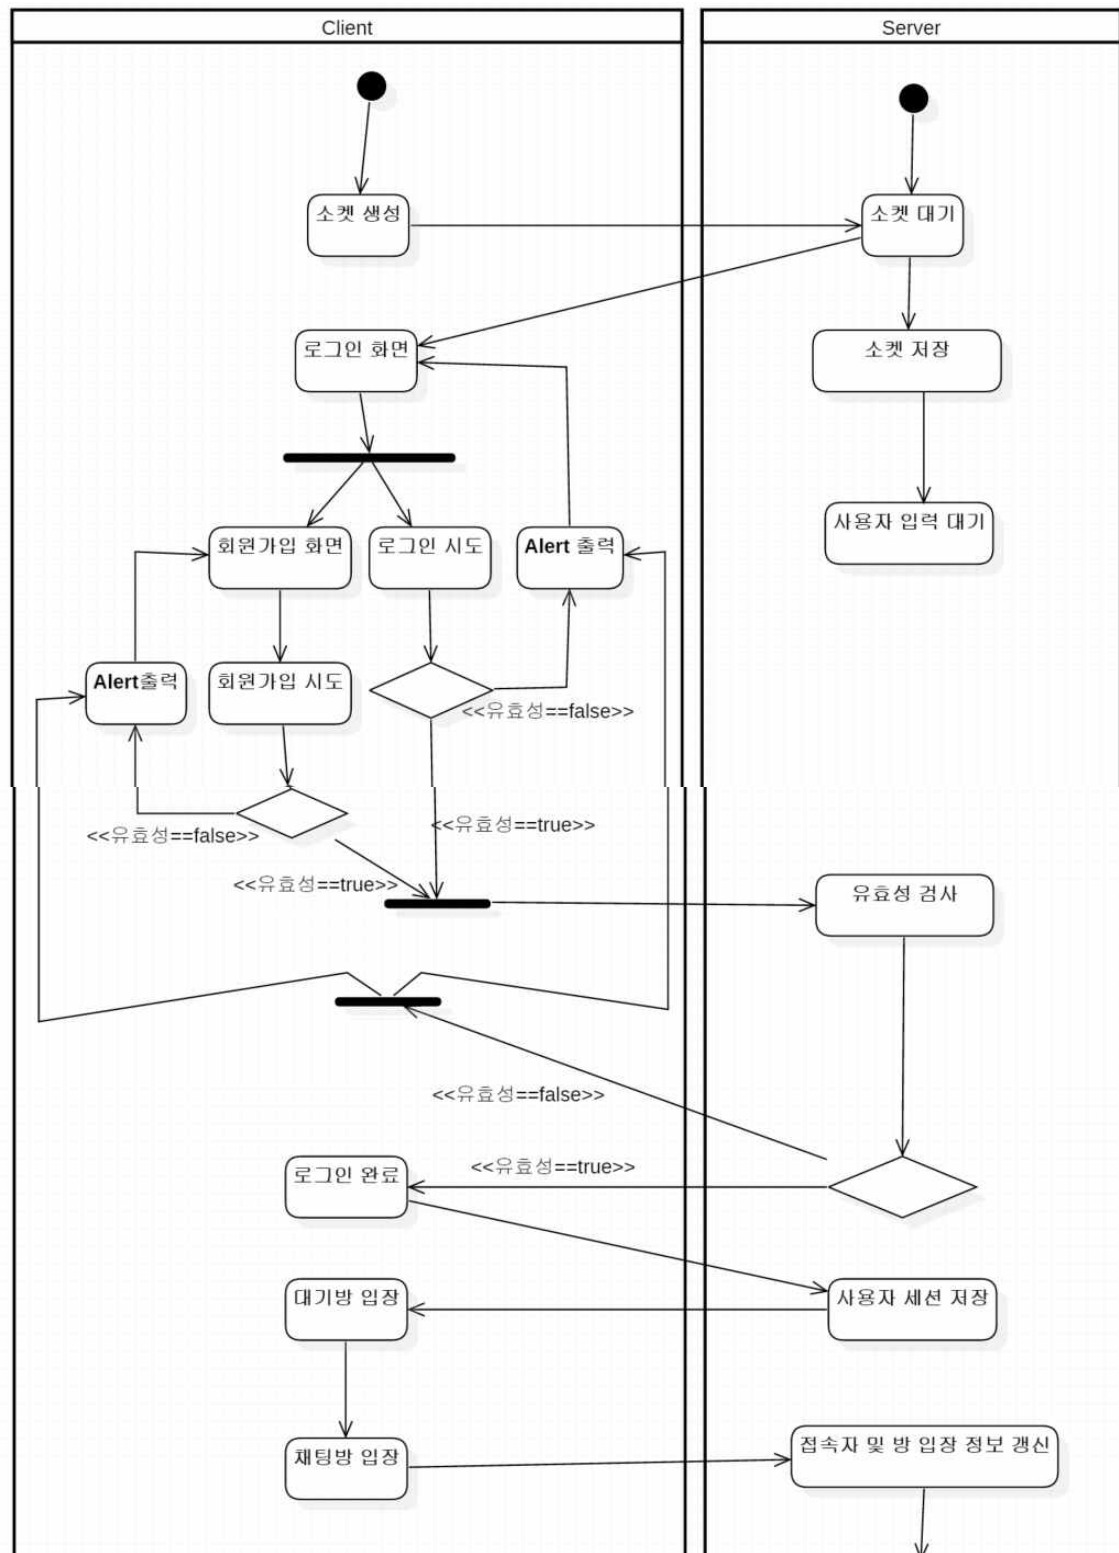 Client
Server
소켓 생성
소켓 대기
로그인 화면
소켓 저장
사용자 입력 대기
회원가입 화면
로그인 시도
Alert 출력
Alert출력
회원가입 시도
<<유효성==false>>
<<유효성==false>>
<<유효성==true>>
<<유효성==true>>
유효성 검사
<<유효성==false>>
<<유효성==true>>
로그인 완료
대기방 입장
사용자 세션 저장
채팅방 입장
접속자 및 방 입장 정보 갱신